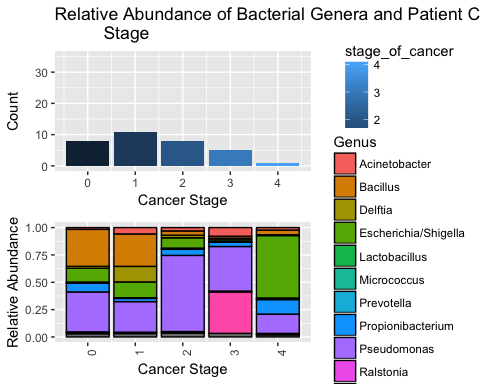 Relative Abundance of Bacterial Genera and Patient C
Stage
Count
30
20
10
0
0 1 2 3 4
Cancer Stage
stage_of_cancer
4
3
2
Genus
Acinetobacter
Bacillus
Delftia
Escherichia/Shigella
Lactobacillus
Micrococcus
Prevotella
Propionibacterium
Pseudomonas
Ralstonia
Relative Abundance
1.00
0.75
0.50
0.25
0.00
0 1 2 3 4
Cancer Stage